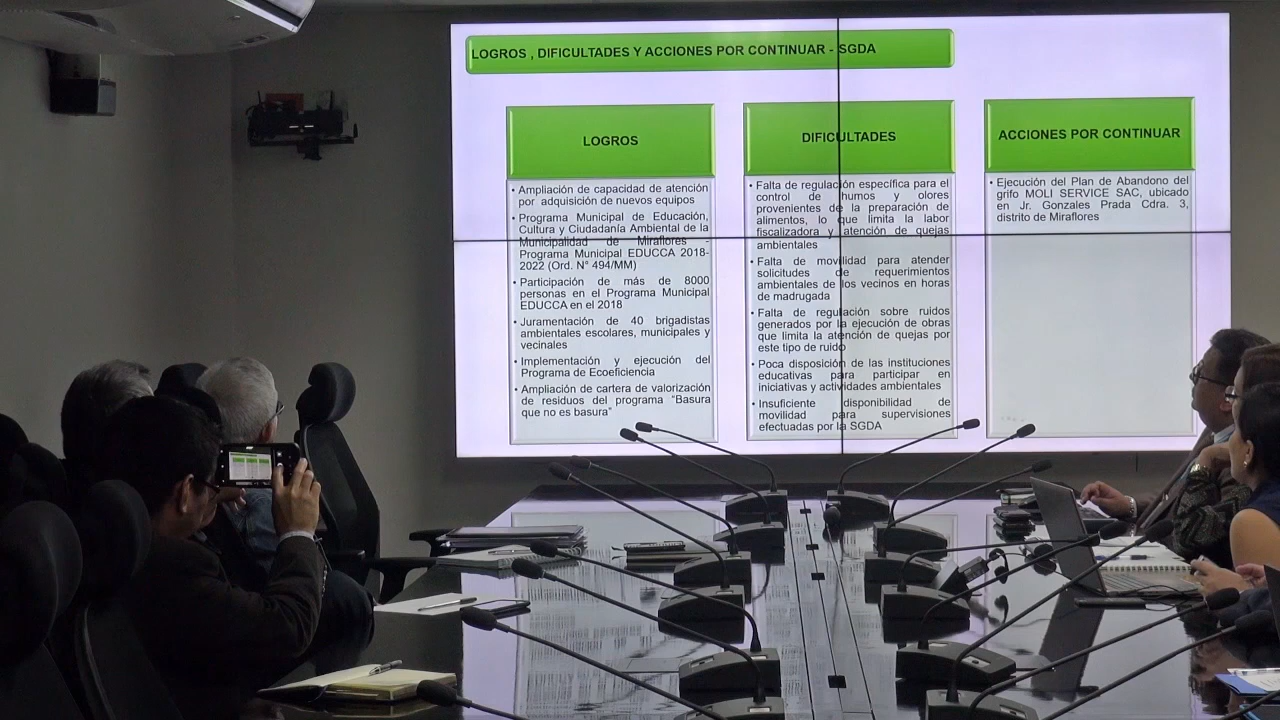 LOGROS , DIFICULTADES Y ACCIONES POR CONTINUAR - SGDA
LOGROS
• Ampliación de capacidad de atención
por adquisición de nuevos equipos
• Programa Municipal de Educación,
Cultura y Ciudadanía Ambiental de la
Municipalidad de Miraflores -
Programa Municipal EDUCCA 2018-
2022 (Ord. N° 494/MM)
• Participación de más de 8000
personas en el Programa Municipal
EDUCCA en el 2018
• Juramentación de 40 brigadistas
ambientales escolares, municipales y
vecinales
• Implementación y ejecución del
Programa de Ecoeficiencia
• Ampliación de cartera de valorización
de residuos del programa “Basura
que no es basura”
DIFICULTADES
• Falta de regulación específica para el
control de humos y olores
provenientes de la preparación de
alimentos, lo que limita la labor
fiscalizadora y atención de quejas
ambientales
• Falta de movilidad para atender
solicitudes de requerimientos
ambientales de los vecinos en horas
de madrugada
• Falta de regulación sobre ruidos
generados por la ejecución de obras
que limita la atención de quejas por
este tipo de ruido
• Poca disposición de las instituciones
educativas para participar en
iniciativas y actividades ambientales
• Insuficiente disponibilidad de
movilidad para supervisiones
efectuadas por la SGDA
ACCIONES POR CONTINUAR
• Ejecución del Plan de Abandono del
grifo MOLI SERVICE SAC, ubicado
en Jr. Gonzales Prada Cdra. 3,
distrito de Miraflores